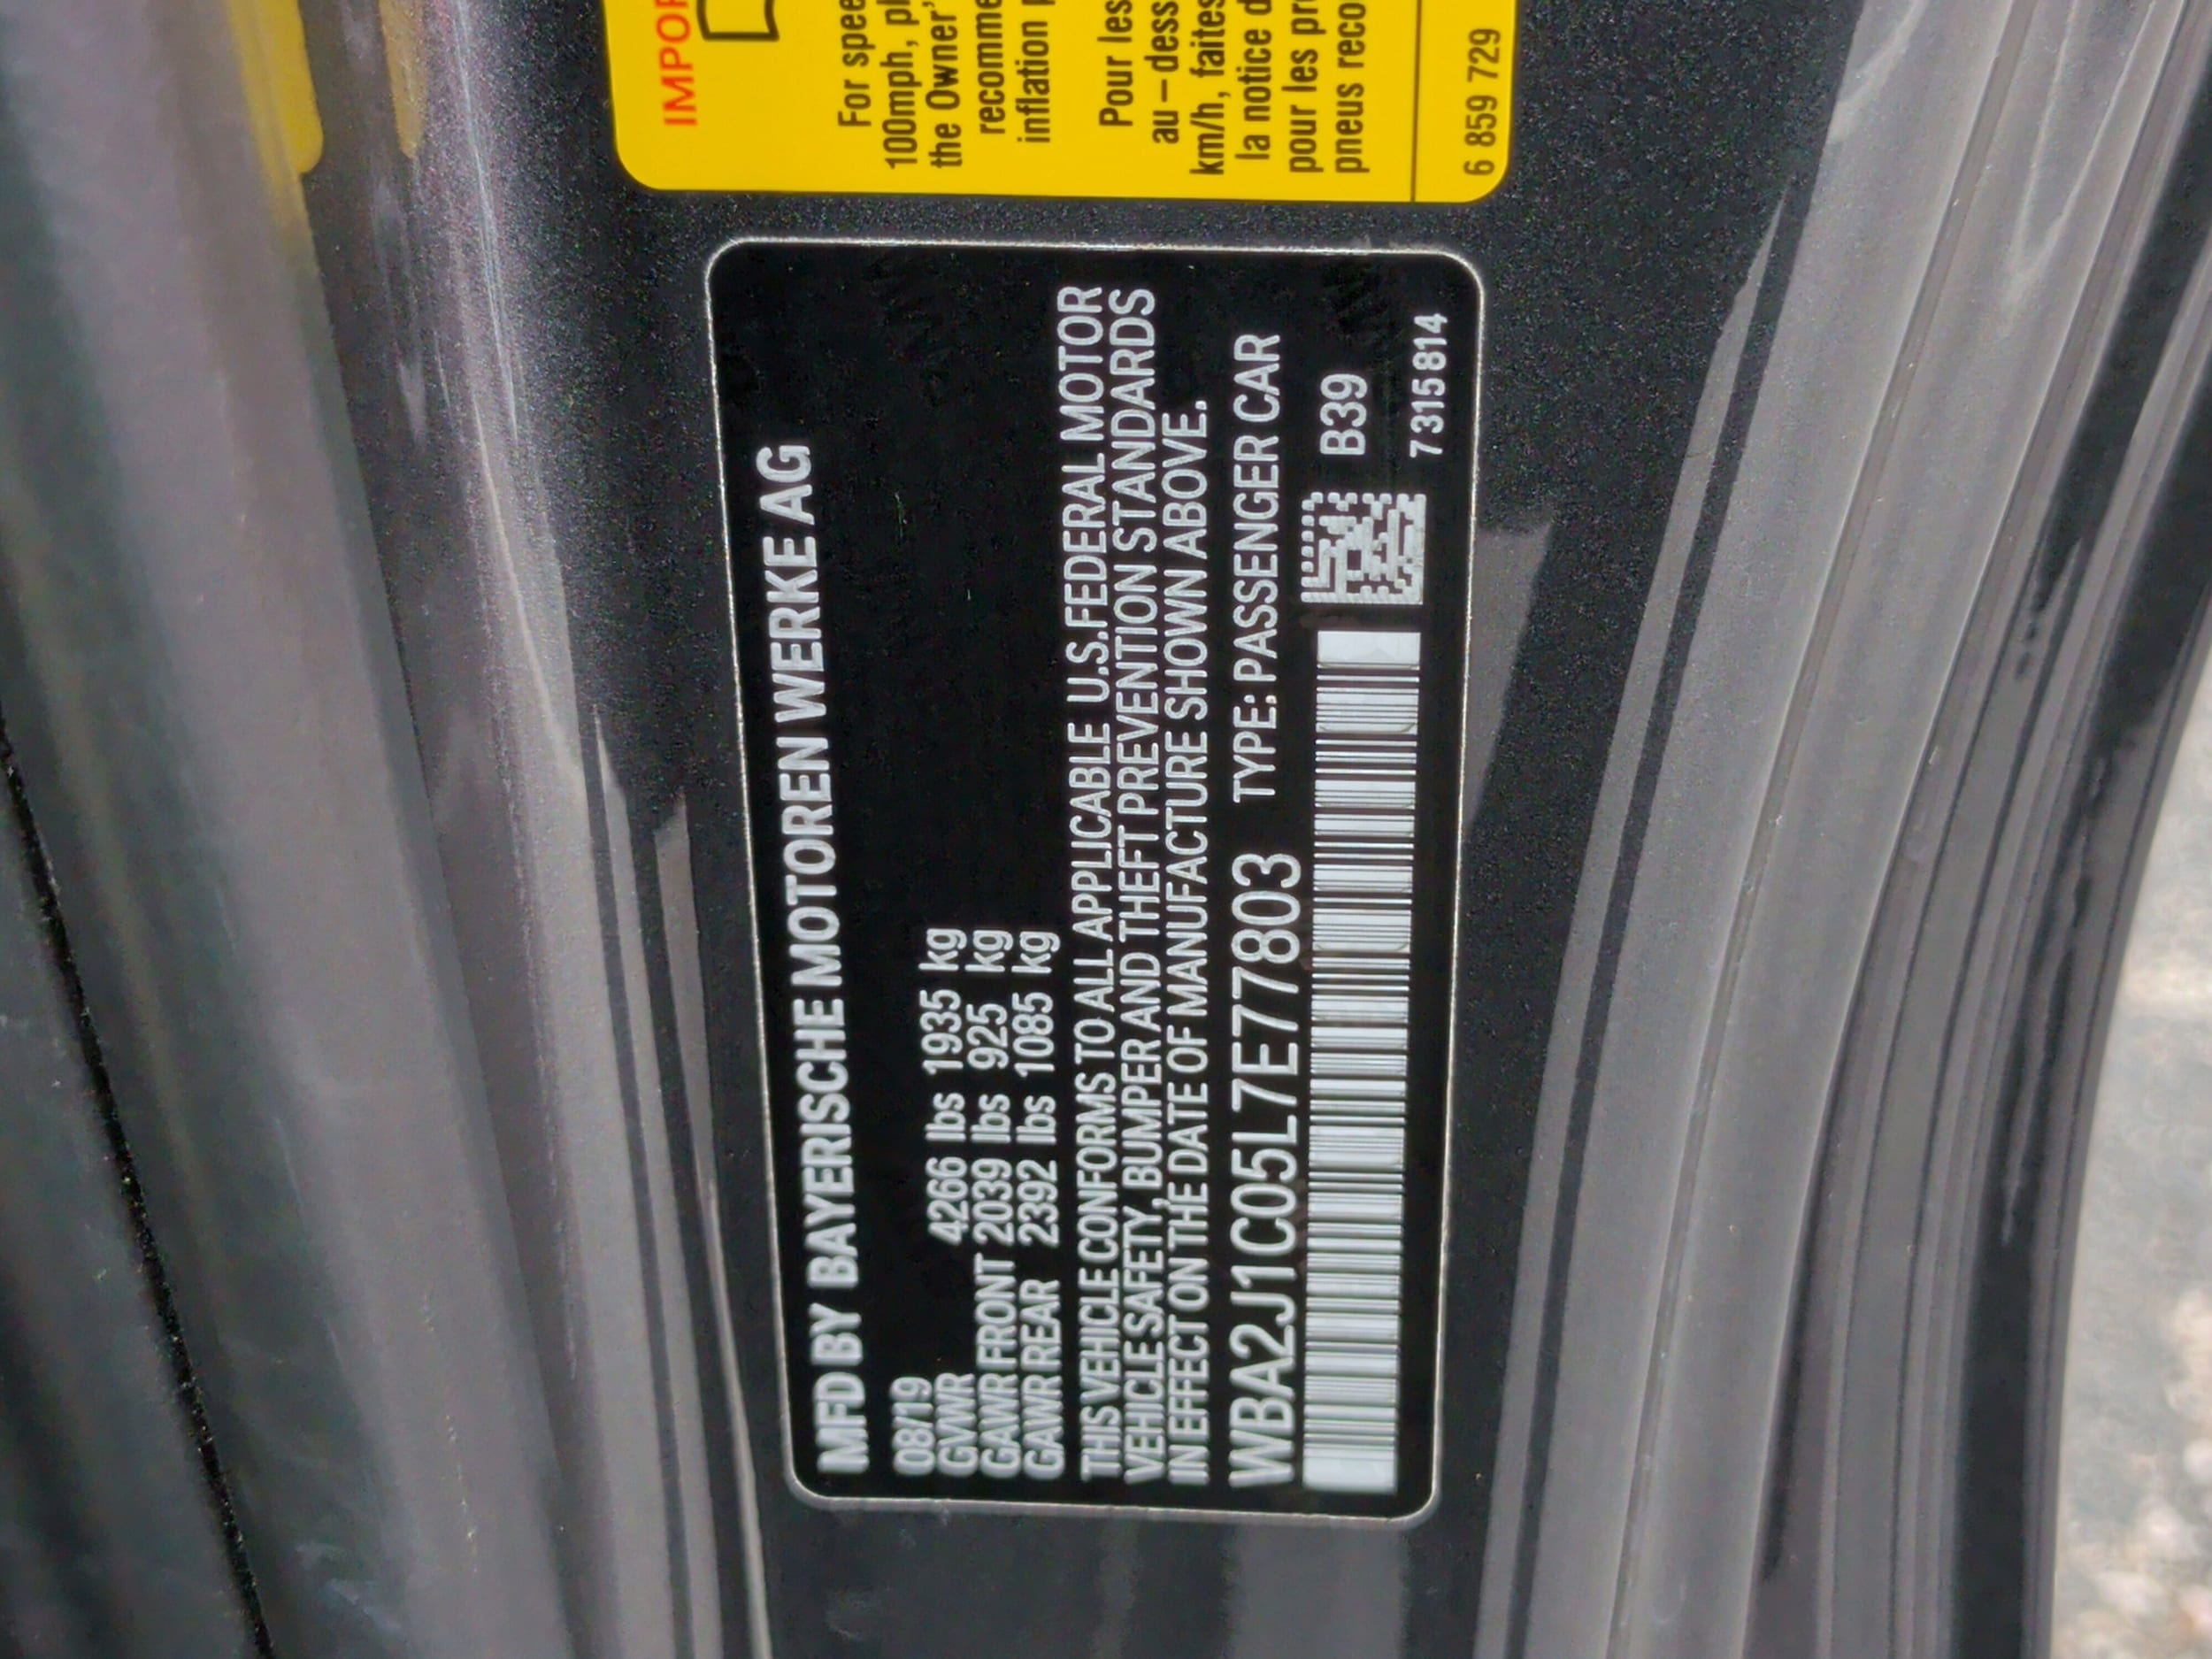 IMPOR
For spee
100mph, pl
the Owner'
recomme
inflation p
Pour les
au-dess
km/h, faites
la notice d
pour les pr
pneus reco
6 859 729
MFD BY BAYERISCHE MOTOREN WERKE AG
08/19
GVWR 4266 lbs 1935 kg
GAWR FRONT 2039 lbs 925 kg
GAWR REAR 2392 lbs 1085 kg
THIS VEHICLE CONFORMS TO ALL APPLICABLE U.S.FEDERAL MOTOR
VEHICLE SAFETY, BUMPER AND THEFT PREVENTION STANDARDS
IN EFFECT ON THE DATE OF MANUFACTURE SHOWN ABOVE.
WBA2J1C05L7E77803 TYPE: PASSENGER CAR
B39
7315814